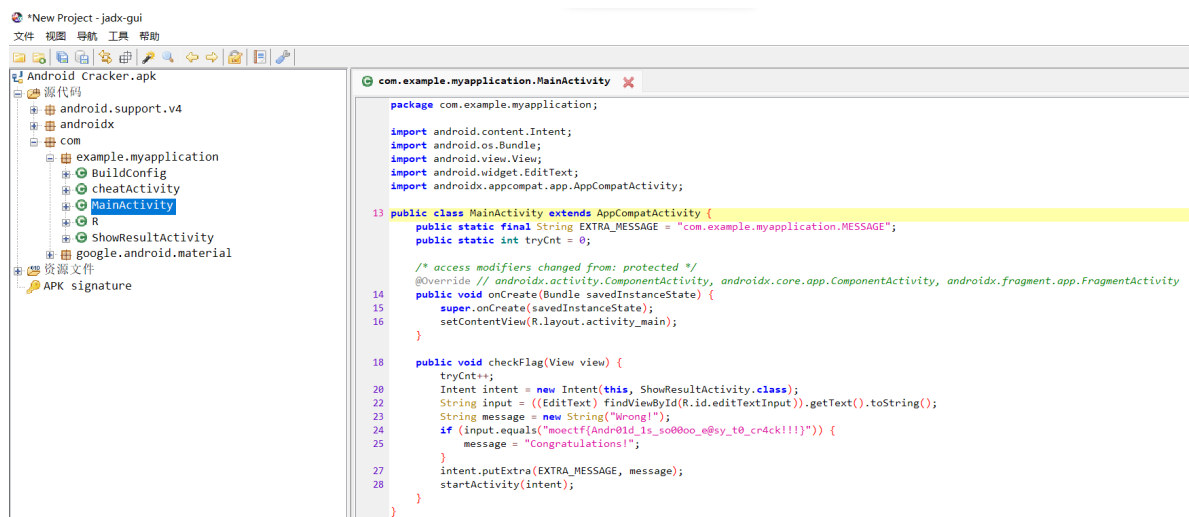 *New Project - jadx-gui
文件 视图 导航 工具 帮助
Android Cracker.apk
源代码
android.support.v4
androidx
com
example.myapplication
BuildConfig
cheatActivity
MainActivity
R
ShowResultActivity
google.android.material
资源文件
APK signature
com.example.myapplication.MainActivity
package com.example.myapplication;
import android.content.Intent;
import android.os.Bundle;
import android.view.View;
import android.widget.EditText;
import androidx.appcompat.app.AppCompatActivity;
13 public class MainActivity extends AppCompatActivity {
public static final String EXTRA_MESSAGE = "com.example.myapplication.MESSAGE";
public static int tryCnt = 0;
/* access modifiers changed from: protected */
@Override // androidx.activity.ComponentActivity, androidx.core.app.ComponentActivity, androidx.fragment.app.FragmentActivity
14 public void onCreate(Bundle savedInstanceState) {
15 super.onCreate(savedInstanceState);
16 setContentView(R.layout.activity_main);
}
18 public void checkFlag(View view) {
tryCnt++;
20 Intent intent = new Intent(this, ShowResultActivity.class);
22 String input = ((EditText) findViewById(R.id.editTextInput)).getText().toString();
23 String message = new String("Wrong!");
24 if (input.equals("moectf{Andr01d_1s_so00oo_e@sy_t0_cr4ck!!!}")) {
25 message = "Congratulations!";
}
27 intent.putExtra(EXTRA_MESSAGE, message);
28 startActivity(intent);
}
}